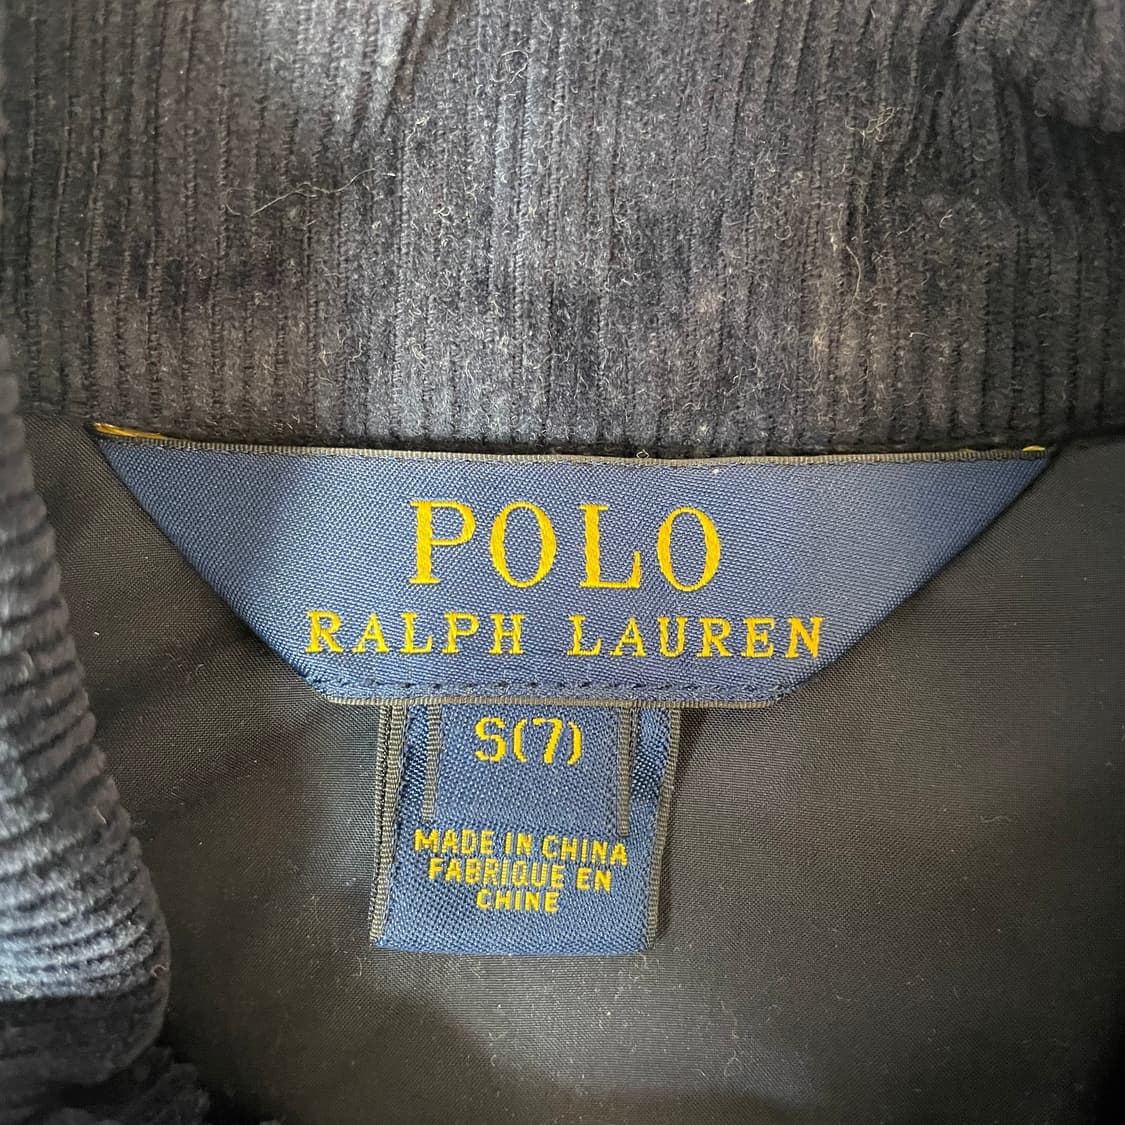 POLO
RALPH LAUREN
S(7)
MADE IN CHINA
FABRIQUE EN
CHINE